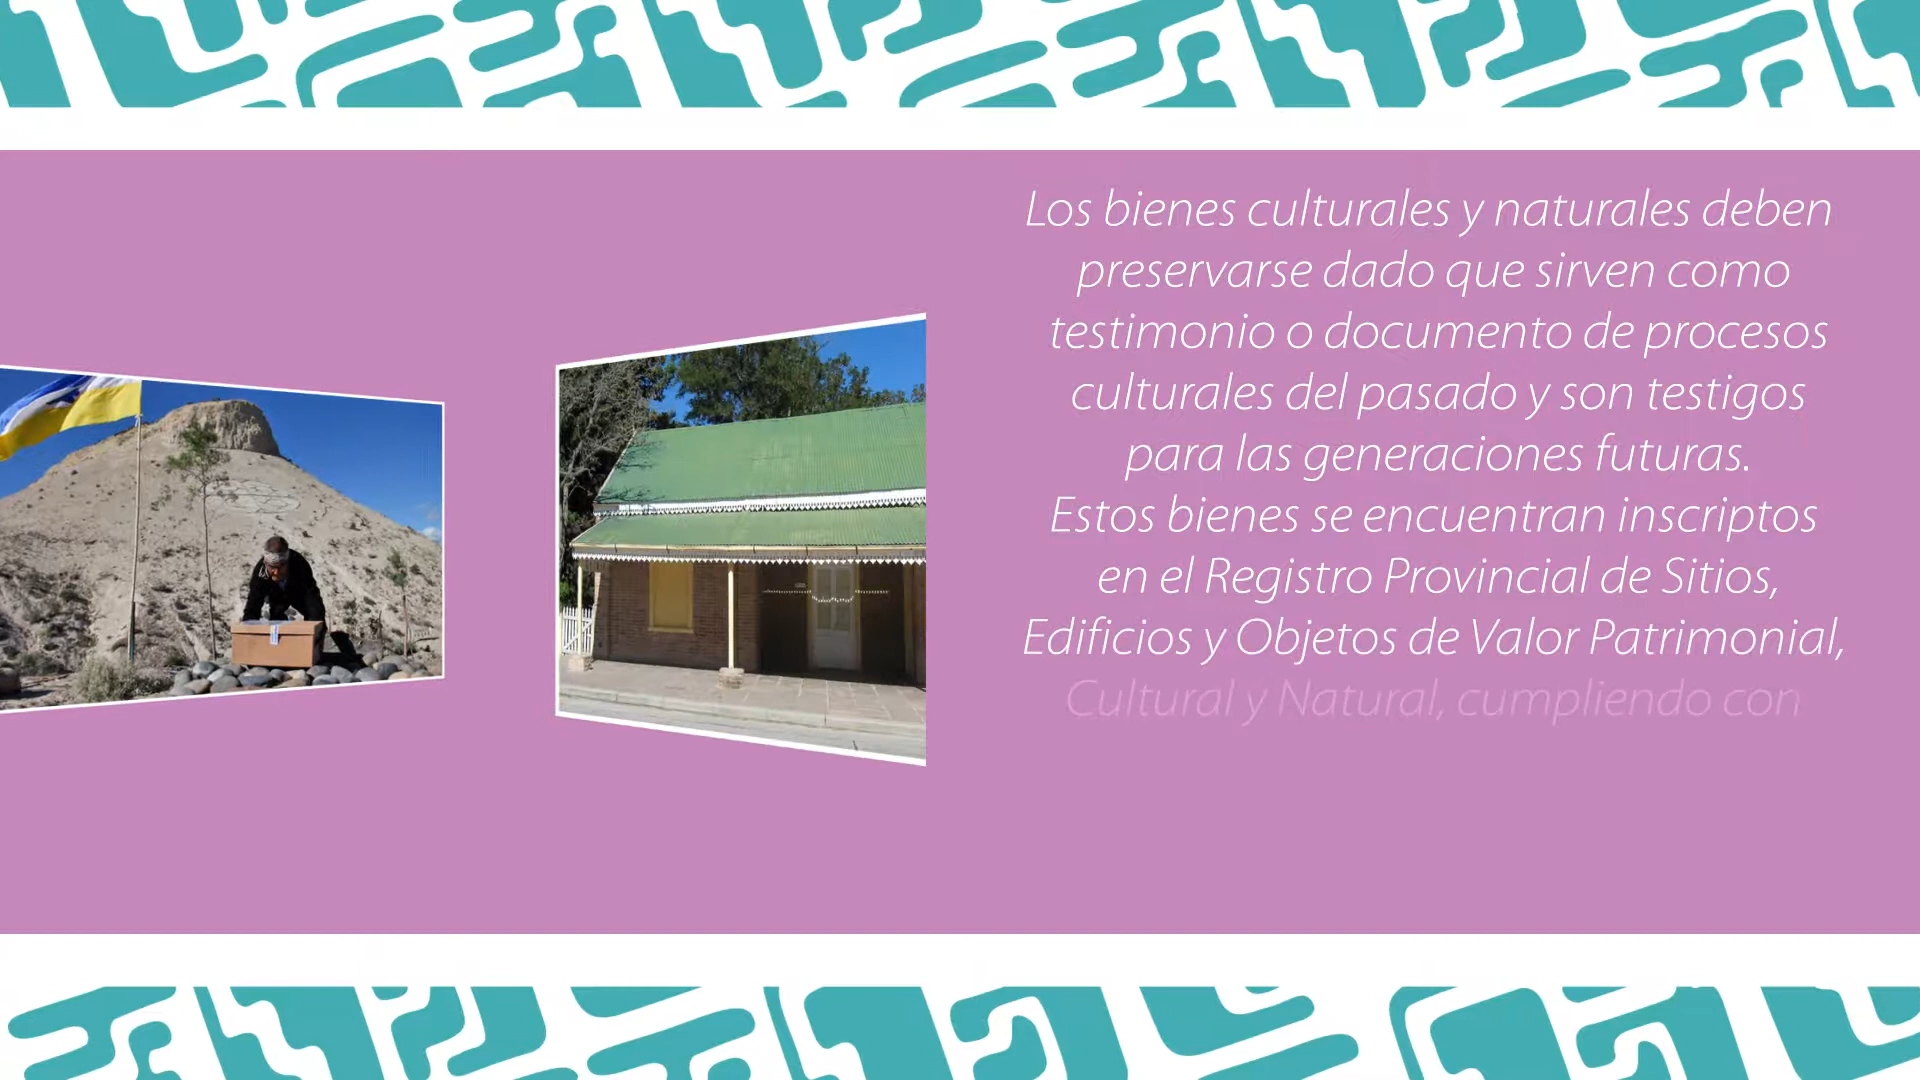 Los bienes culturales y naturales deben
preservarse dado que sirven como
testimonio o documento de procesos
culturales del pasado y son testigos
para las generaciones futuras.
Estos bienes se encuentran inscriptos
en el Registro Provincial de Sitios,
Edificios y Objetos de Valor Patrimonial,
Cultural y Natural, cumpliendo con